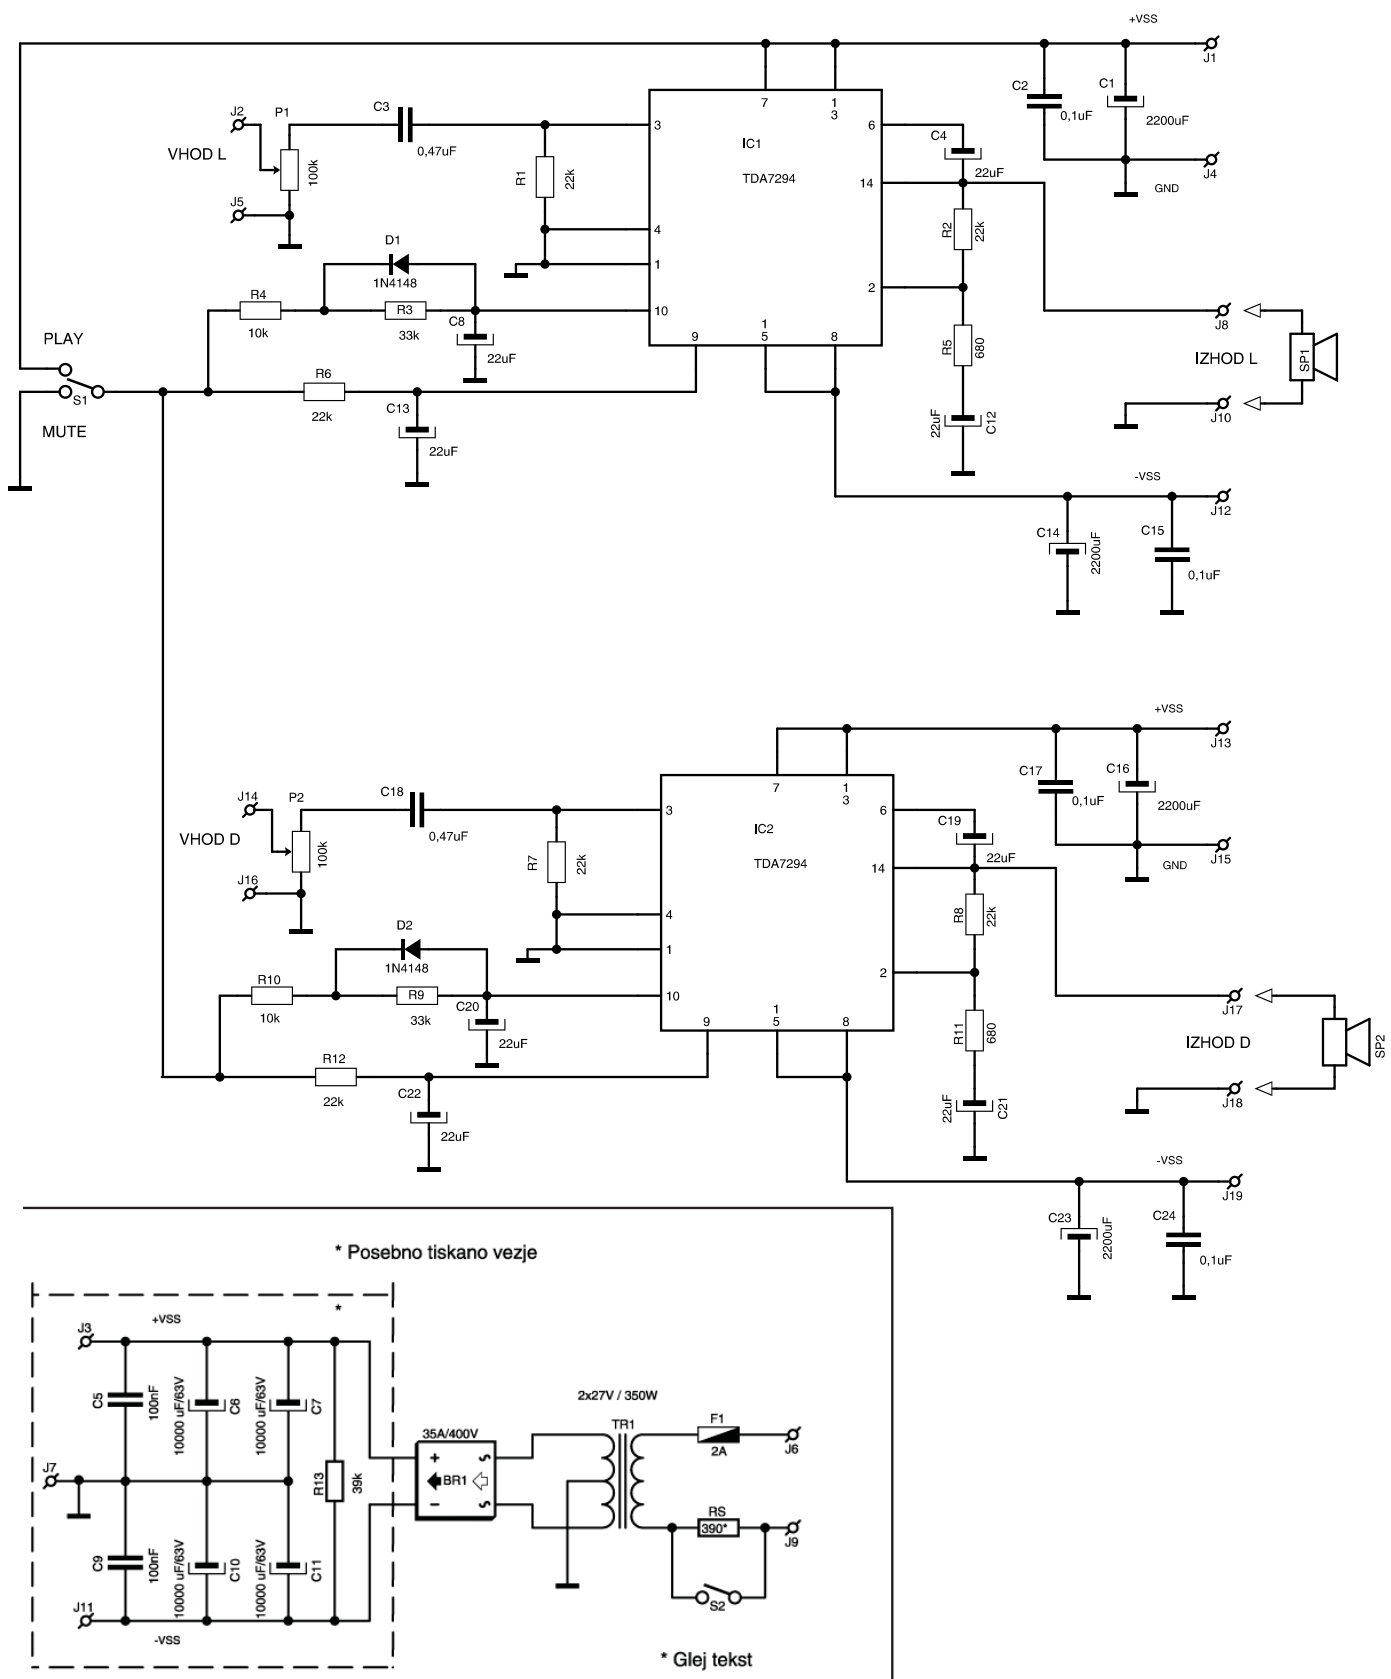 +VSS
J1
C2
0,1uF
C1
2200uF
J4
GND
J2
P1
C3
0,47uF
VHOD L
100k
J5
R1
22k
7
1
3
3
IC1
TDA7294
6
14
4
1
2
10
9
1
5
8
C4
22uF
R2
22k
R5
680
22uF
C12
D1
1N4148
R4
10k
R3
33k
C8
22uF
PLAY
S1
MUTE
R6
22k
C13
22uF
J8
IZHOD L
SP1
J10
-VSS
J12
C14
2200uF
C15
0,1uF
+VSS
J13
C17
0,1uF
C16
2200uF
J15
GND
J14
P2
C18
0,47uF
VHOD D
100k
J16
R7
22k
7
1
3
3
IC2
TDA7294
6
14
4
1
2
10
9
1
5
8
C19
22uF
R8
22k
R11
680
22uF
C21
D2
1N4148
R10
10k
R9
33k
C20
22uF
R12
22k
C22
22uF
J17
IZHOD D
SP2
J18
-VSS
J19
C23
2200uF
C24
0,1uF
* Posebno tiskano vezje
*
J3
+VSS
C5
100nF
10000 uF/63V
C6
10000 uF/63V
C7
J7
R13
39k
C9
100nF
10000 uF/63V
C10
10000 uF/63V
C11
J11
-VSS
35A/400V
+
BR1
-
2x27V / 350W
TR1
F1
2A
J6
RS
390*
J9
S2
* Glej tekst